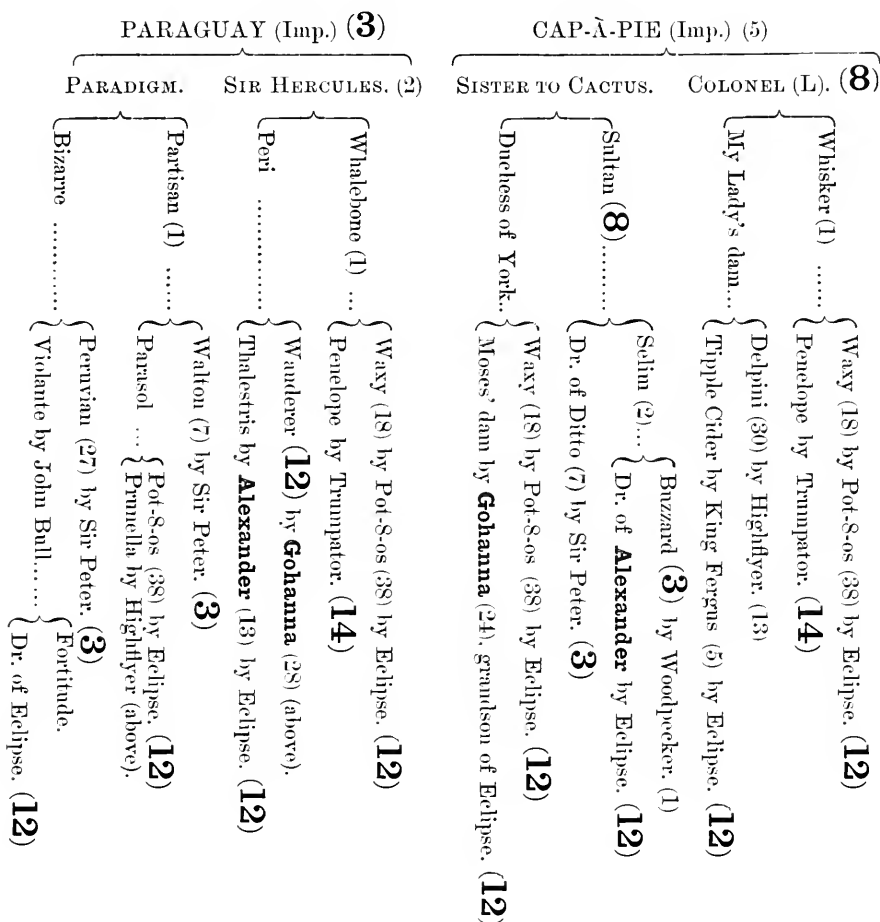 PARAGUAY (Imp.) (3)
CAP-À-PIE (Imp.) (5)
PARADIGM.
SIR HERCULES. (2)
SISTER TO CACTUS.
COLONEL (L). (8)
Whisker (1) ......
Waxy (18) by Pot-8-os (38) by Eclipse. (12)
Penelope by Trumpator. (14)
My Lady's dam...
Delpini (30) by Highflyer. (13)
Tipple Cider by King Fergus (5) by Eclipse. (12)
Sultan (8).........
Selim (2)...
Buzzard (3) by Woodpecker. (1)
Dr. of Alexander by Eclipse. (12)
Dr. of Ditto (7) by Sir Peter. (3)
Duchess of York..
Waxy (18) by Pot-8-os (38) by Eclipse. (12)
Moses' dam by Gohanna (24), grandson of Eclipse. (12)
Whalebone (1) ...
Waxy (18) by Pot-8-os (38) by Eclipse. (12)
Penelope by Trumpator. (14)
Peri ...............
Wanderer (12) by Gohanna (28) (above).
Thalestris by Alexander (13) by Eclipse. (12)
Partisan (1) ......
Walton (7) by Sir Peter. (3)
Parasol ...
Pot-8-os (38) by Eclipse. (12)
Prunella by Highflyer (above).
Bizarre ............
Peruvian (27) by Sir Peter. (3)
Violante by John Bull......
Fortitude.
Dr. of Eclipse. (12)